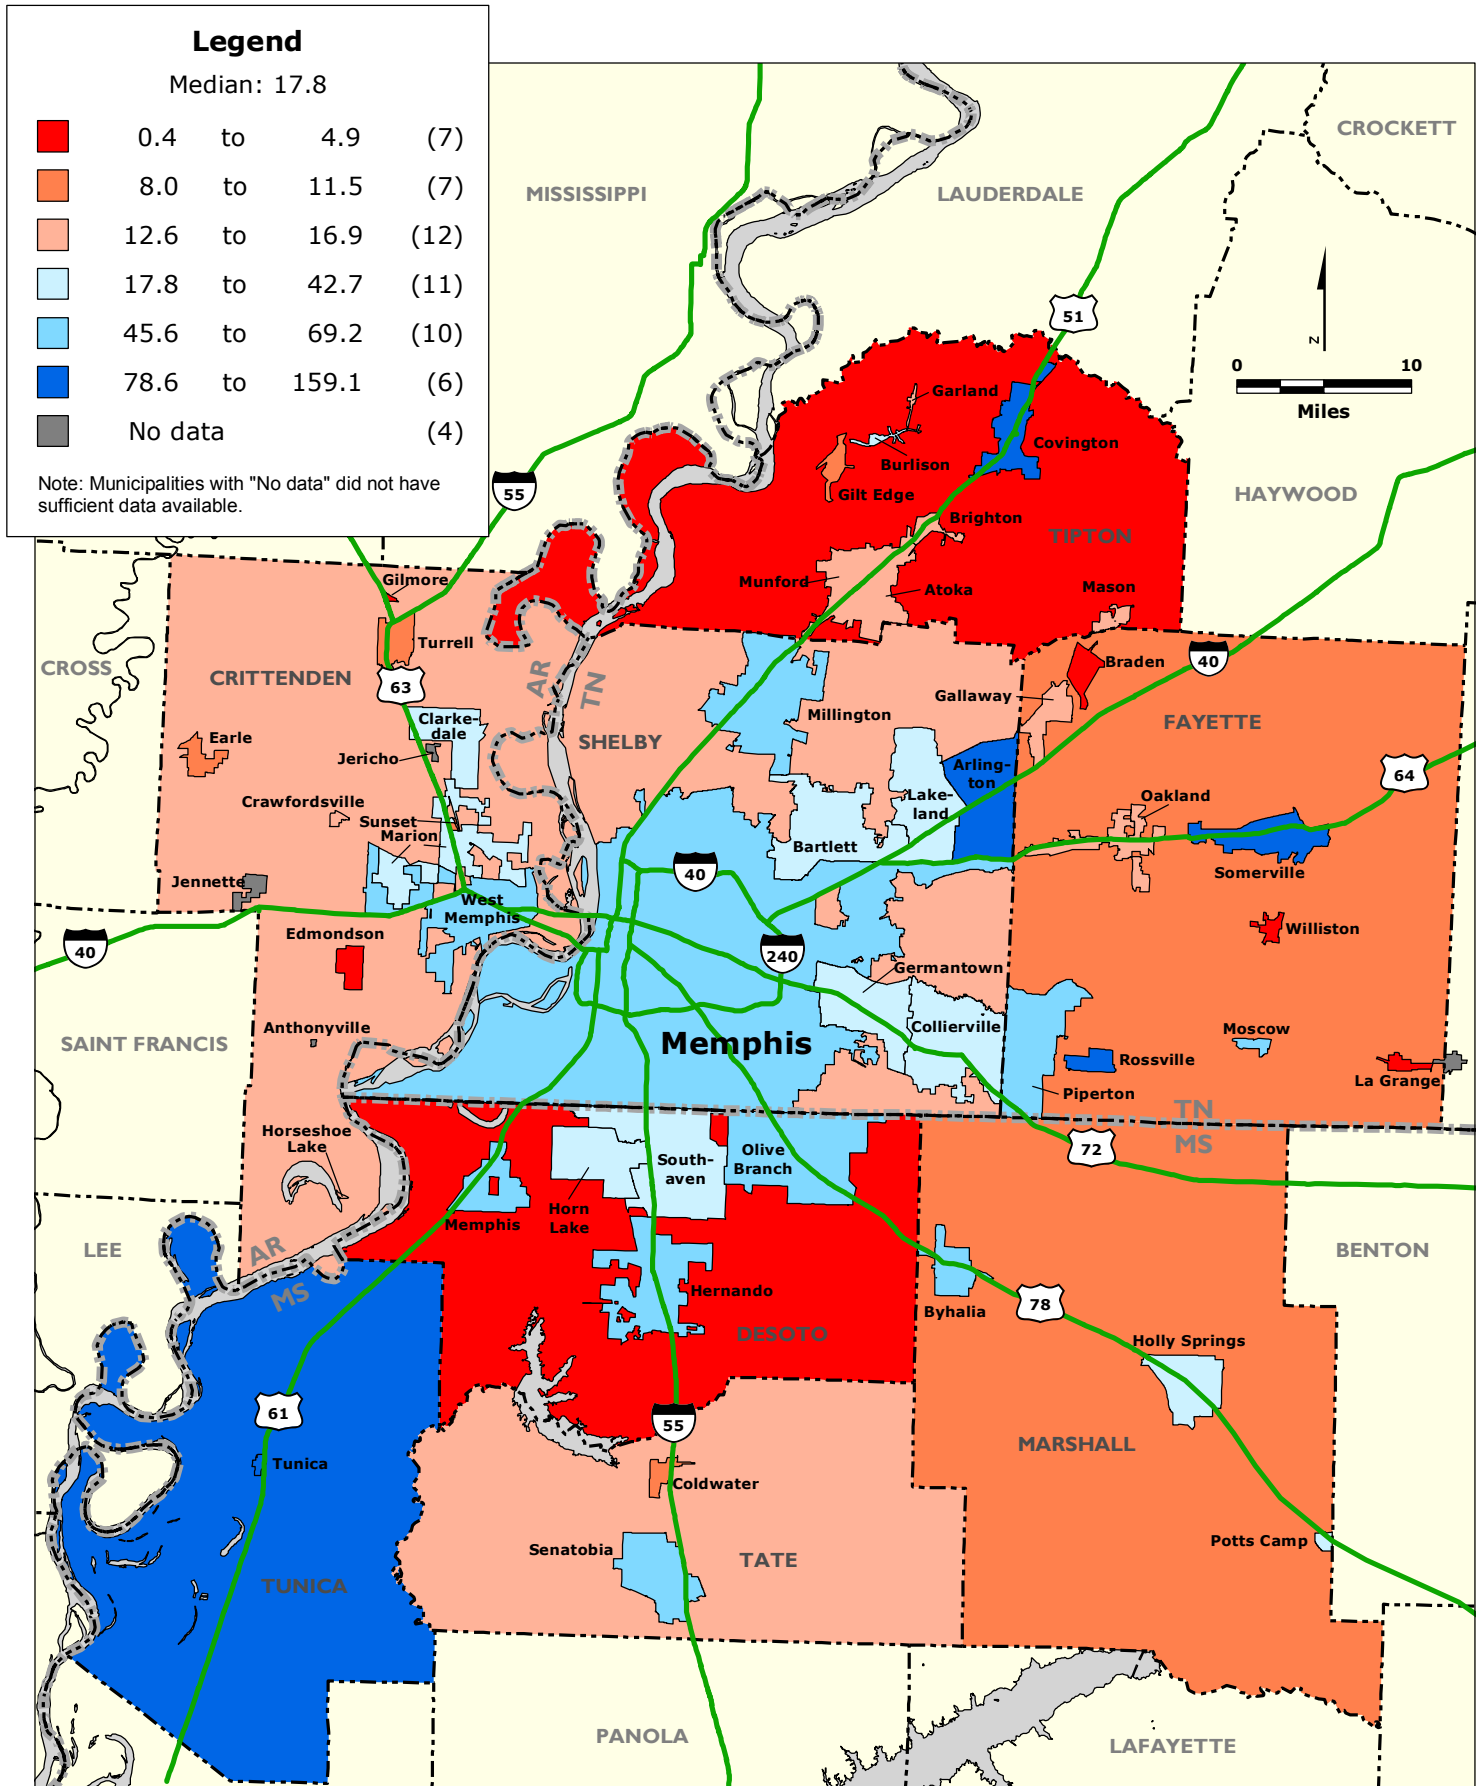 Legend
Median: 17.8
0.4 to 4.9 (7)
8.0 to 11.5 (7)
12.6 to 16.9 (12)
17.8 to 42.7 (11)
45.6 to 69.2 (10)
78.6 to 159.1 (6)
No data (4)
Note: Municipalities with "No data" did not have
sufficient data available.
CROCKETT
MISSISSIPPI
LAUDERDALE
51
N
0 10
Miles
Garland
Covington
Burlison
Gilt Edge
HAYWOOD
55
Brighton
TIPTON
Gilmore
Munford
Atoka
Mason
Turrell
CROSS
CRITTENDEN
63
AR
TN
Braden
40
Gallaway
Millington
FAYETTE
Clarke-
dale
Earle
SHELBY
Jericho
Arling-
ton
64
Lake-
land
Oakland
Crawfordsville
Sunset
Marion
Bartlett
40
Somerville
Jennette
West
Memphis
Edmondson
Williston
40
240
Germantown
Anthonyville
Collierville
Moscow
SAINT FRANCIS
Memphis
Rossville
La Grange
Piperton
TN
MS
Horseshoe
Lake
72
Olive
Branch
South-
aven
Horn
Lake
Memphis
LEE
AR
MS
BENTON
Hernando
Byhalia
78
DESOTO
Holly Springs
61
55
MARSHALL
Tunica
Coldwater
Potts Camp
Senatobia
TATE
TUNICA
PANOLA
LAFAYETTE